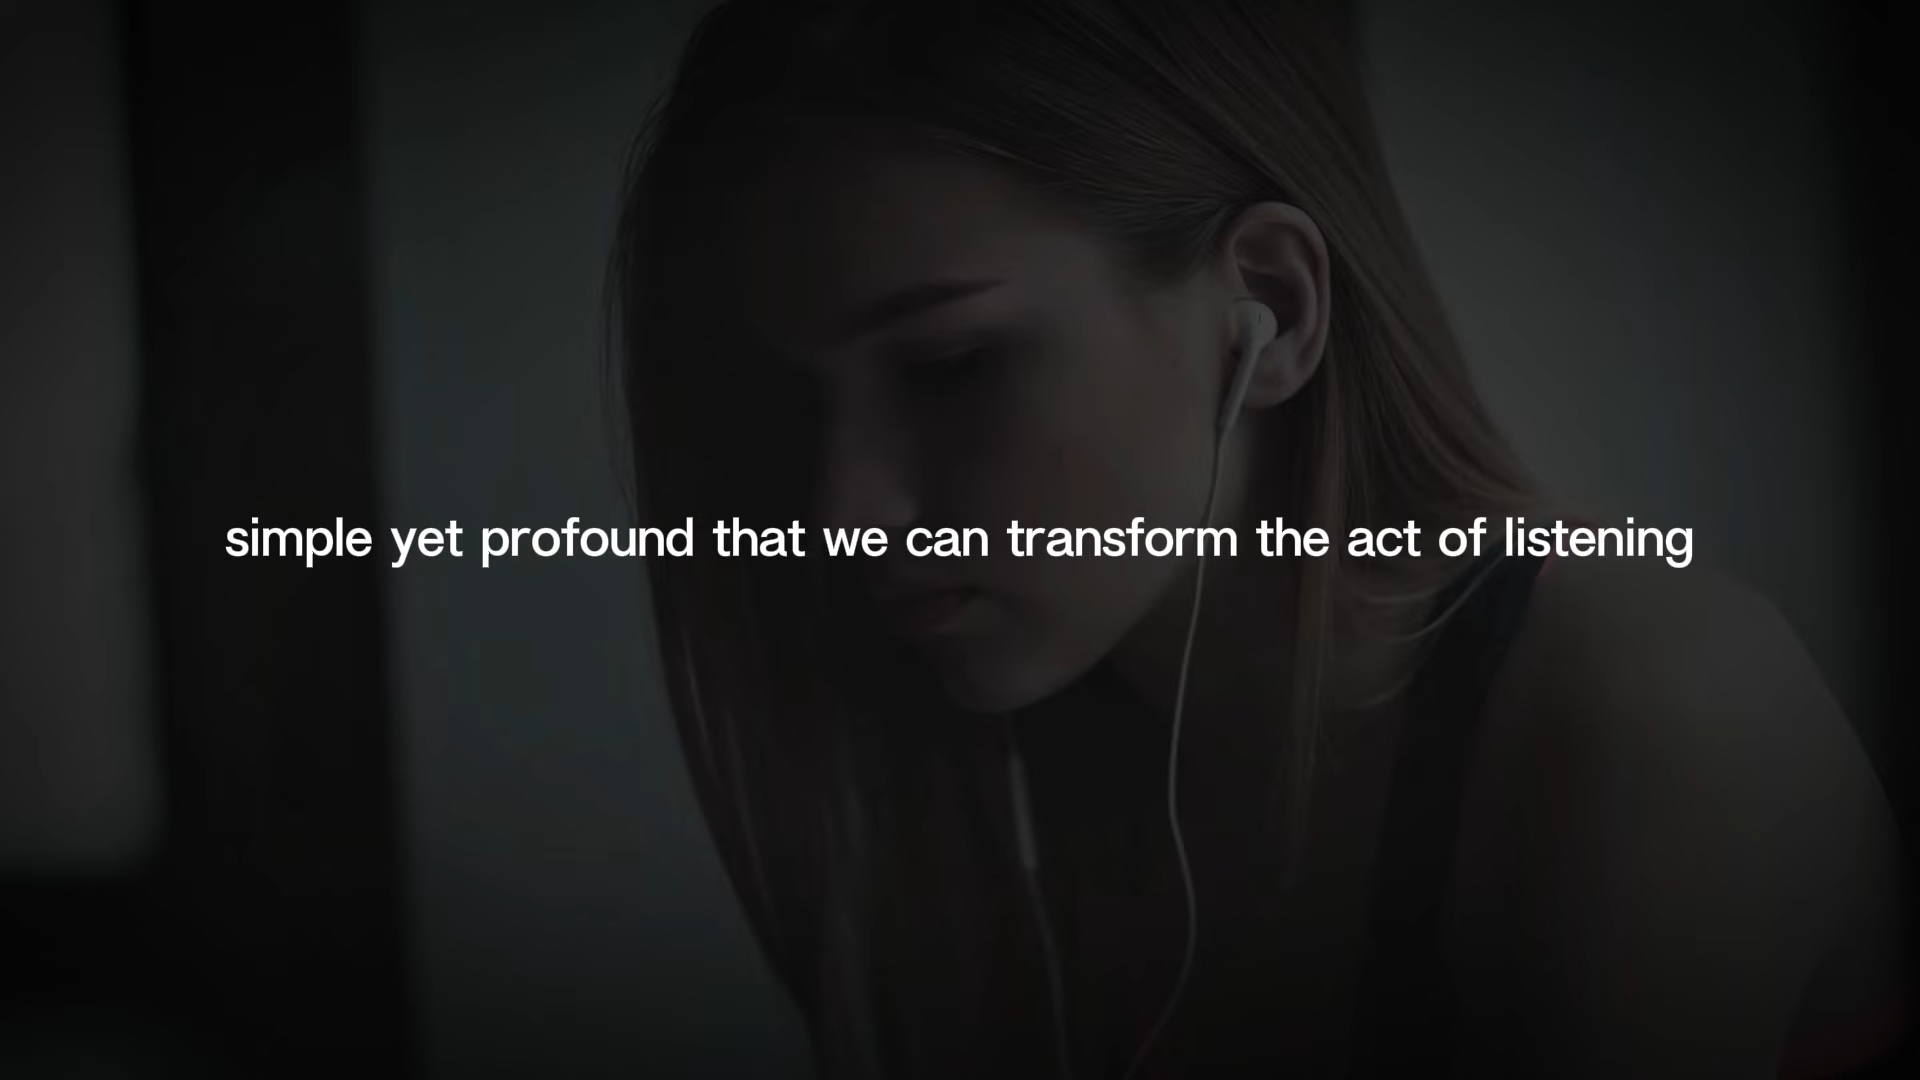 simple yet profound that we can transform the act of listening